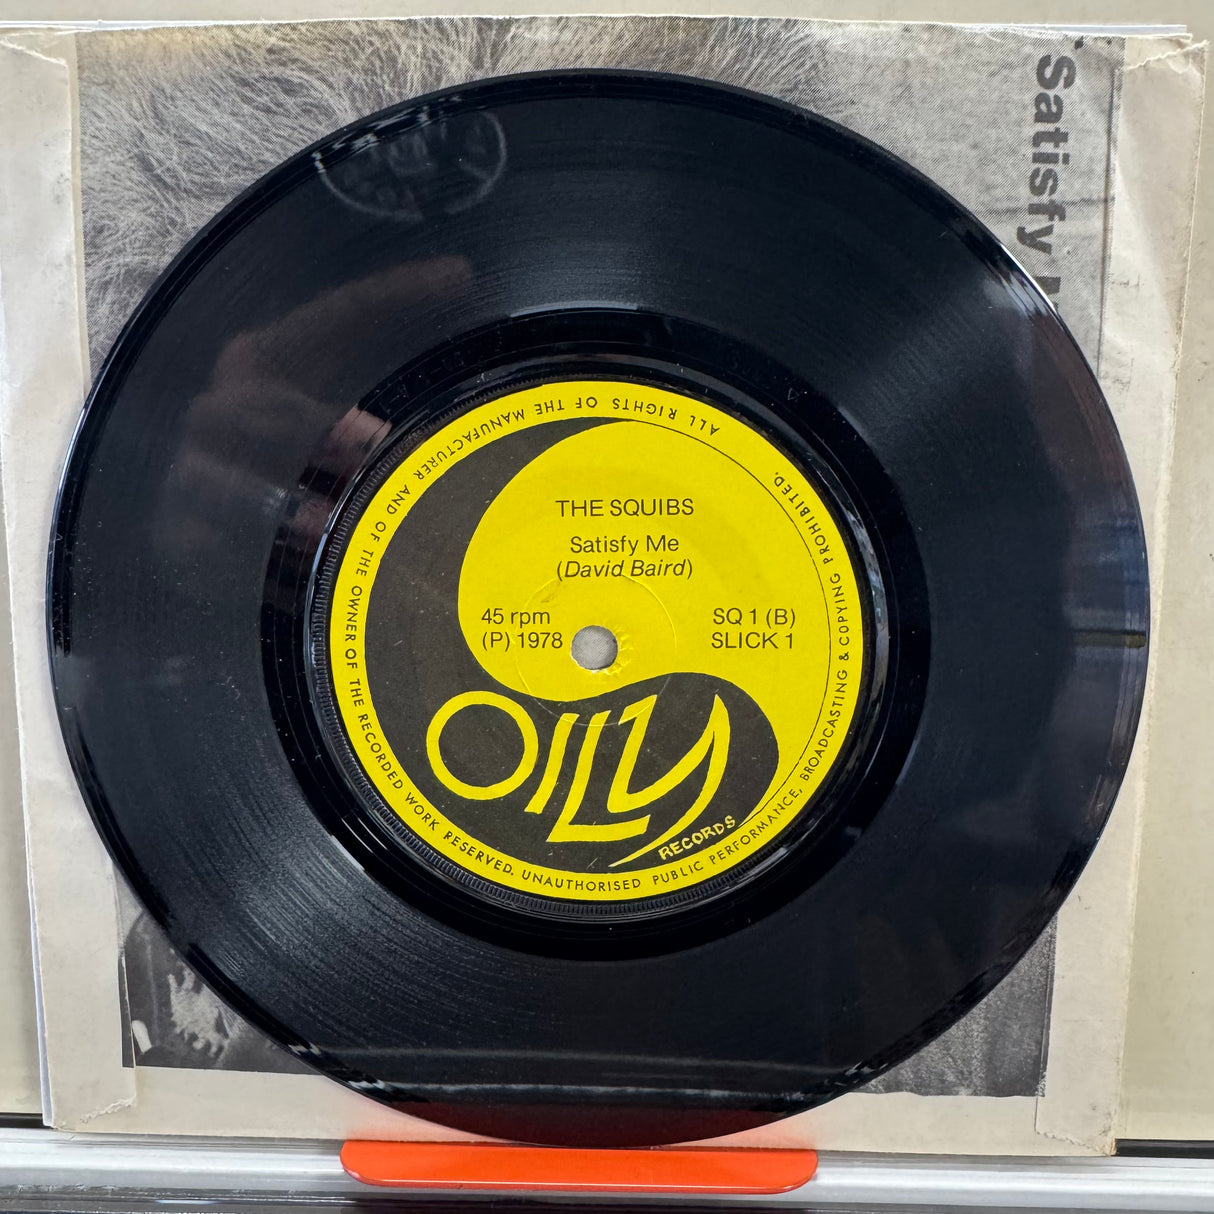 Satisfy
THE SQUIBS
Satisfy Me
(David Baird)
45 rpm
(P) 1978
SQ 1 (B)
SLICK 1
OILLY
RECORDS
ALL RIGHTS OF THE MANUFACTURER AND OF THE OWNER OF THE RECORDED WORK RESERVED. UNAUTHORISED PUBLIC PERFORMANCE, BROADCASTING & COPYING PROHIBITED.